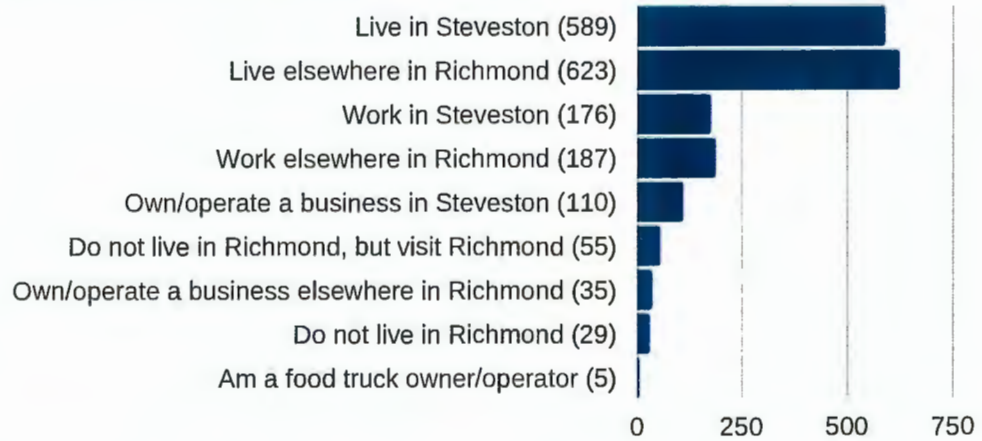 Live in Steveston (589)
Live elsewhere in Richmond (623)
Work in Steveston (176)
Work elsewhere in Richmond (187)
Own/operate a business in Steveston (110)
Do not live in Richmond, but visit Richmond (55)
Own/operate a business elsewhere in Richmond (35)
Do not live in Richmond (29)
Am a food truck owner/operator (5)
0 250 500 750